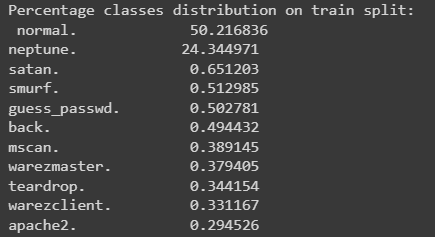 Percentage classes distribution on train split:
normal. 50.216836
neptune. 24.344971
satan. 0.651203
smurf. 0.512985
guess_passwd. 0.502781
back. 0.494432
mscan. 0.389145
warezmaster. 0.379405
teardrop. 0.344154
warezclient. 0.331167
apache2. 0.294526